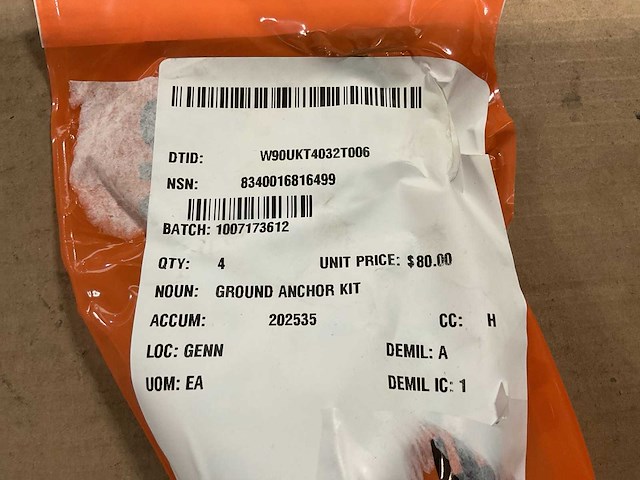 DTID: W90UKT4032T006
NSN: 8340016816499
BATCH: 1007173612
QTY: 4 UNIT PRICE: $80.00
NOUN: GROUND ANCHOR KIT
ACCUM: 202535 CC: H
LOC: GENN DEMIL: A
UOM: EA DEMIL IC: 1